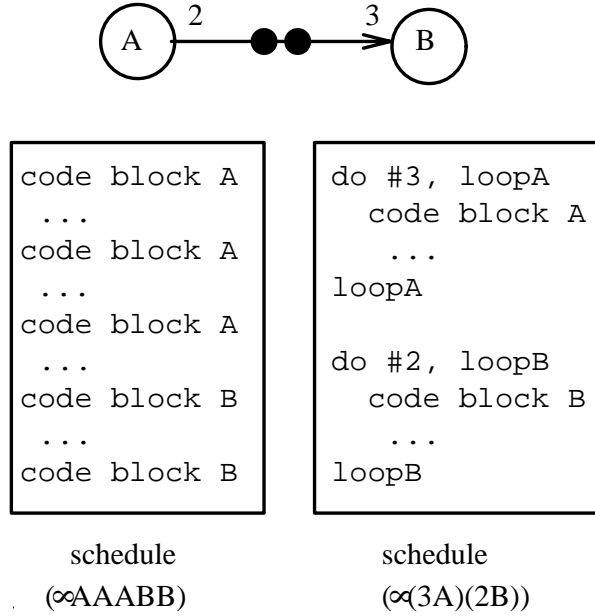 A 2 3 B
code block A
...
code block A
...
code block A
...
code block B
...
code block B
do #3, loopA
code block A
...
loopA
do #2, loopB
code block B
...
loopB
schedule
(∞AAABB)
schedule
(∞(3A)(2B))